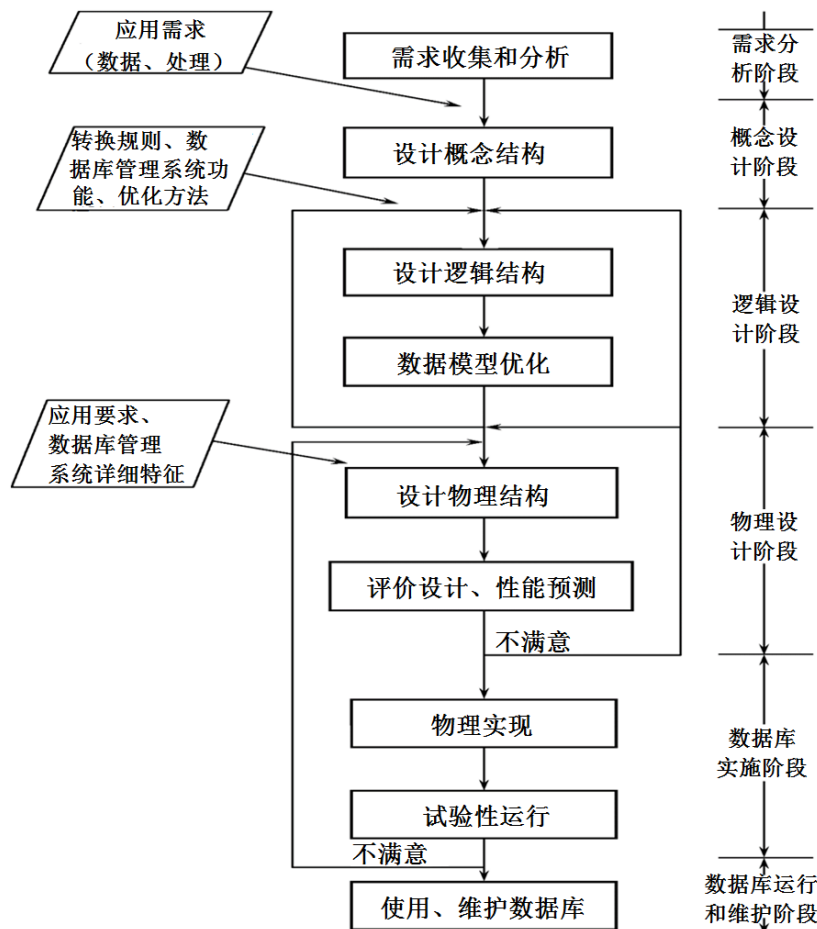 应用需求
（数据、处理）
需求收集和分析
需求分
析阶段
转换规则、数
据库管理系统功
能、优化方法
设计概念结构
概念设
计阶段
设计逻辑结构
数据模型优化
逻辑设
计阶段
应用要求、
数据库管理
系统详细特征
设计物理结构
评价设计、性能预测
不满意
物理设
计阶段
物理实现
试验性运行
不满意
数据库
实施阶段
使用、维护数据库
数据库运行
和维护阶段